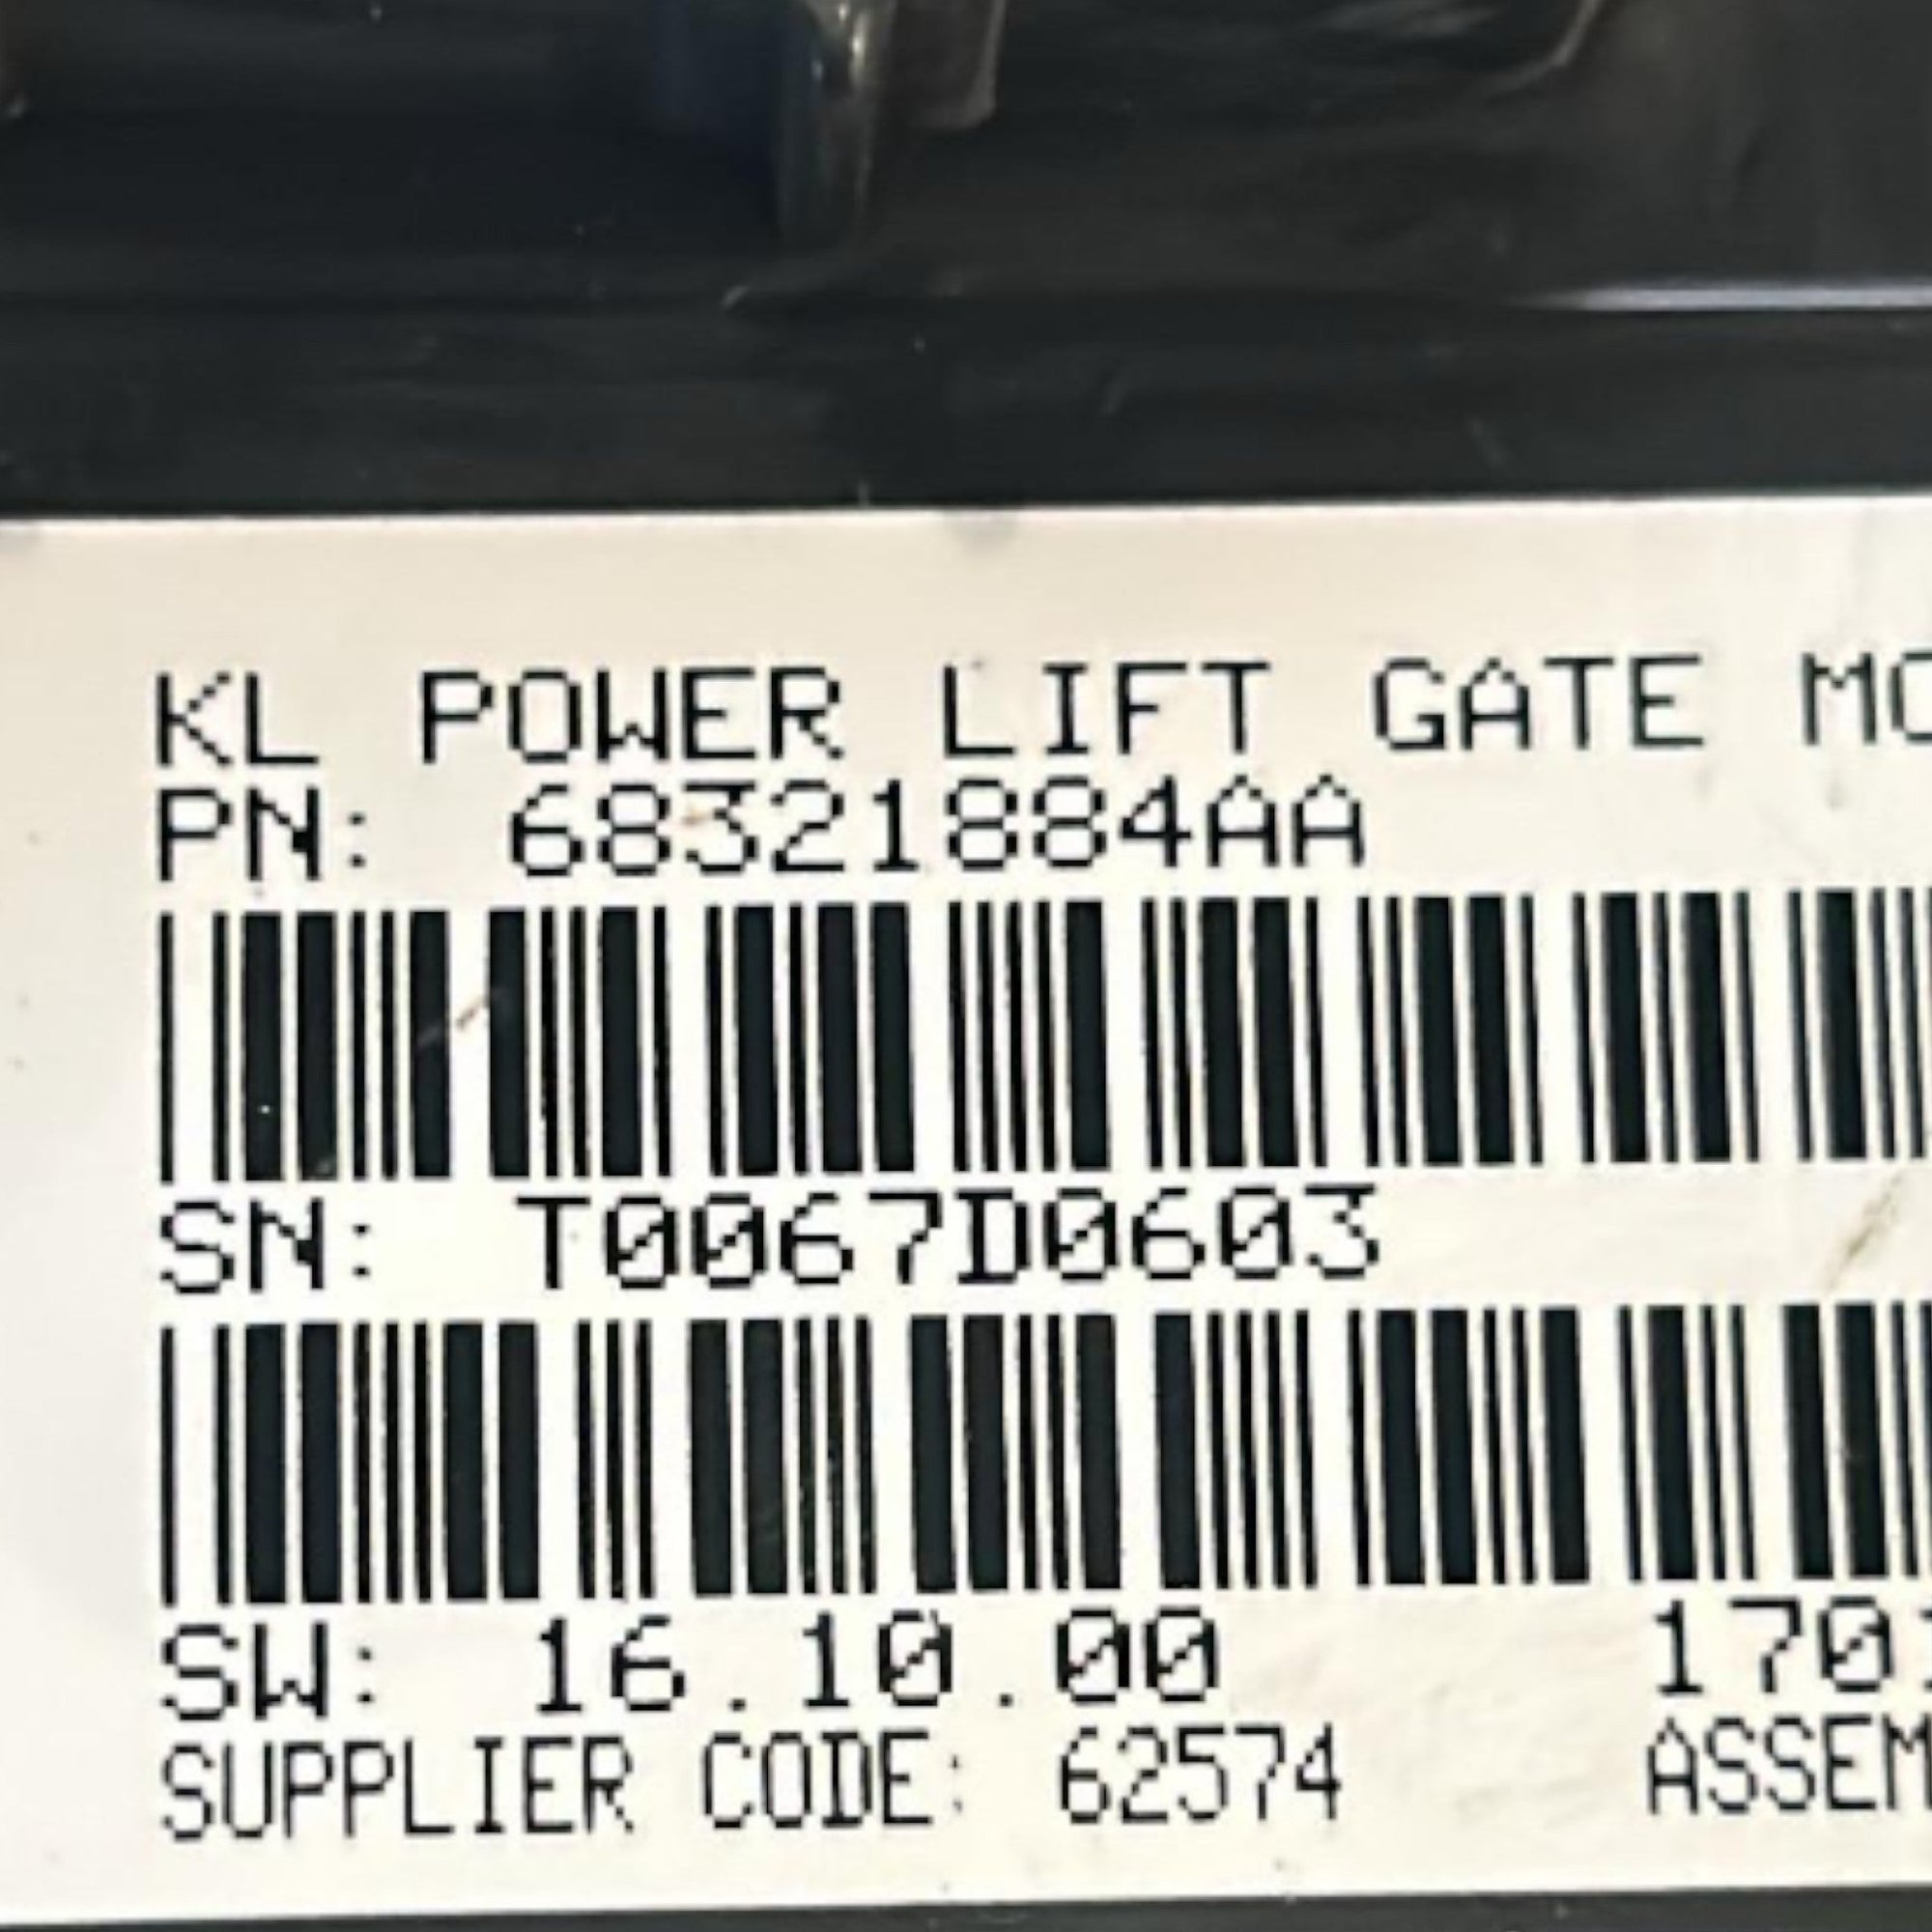 KL POWER LIFT GATE
PN: 68321884AA
SN: T0067D0603
SW: 16.10.00
SUPPLIER CODE: 62574